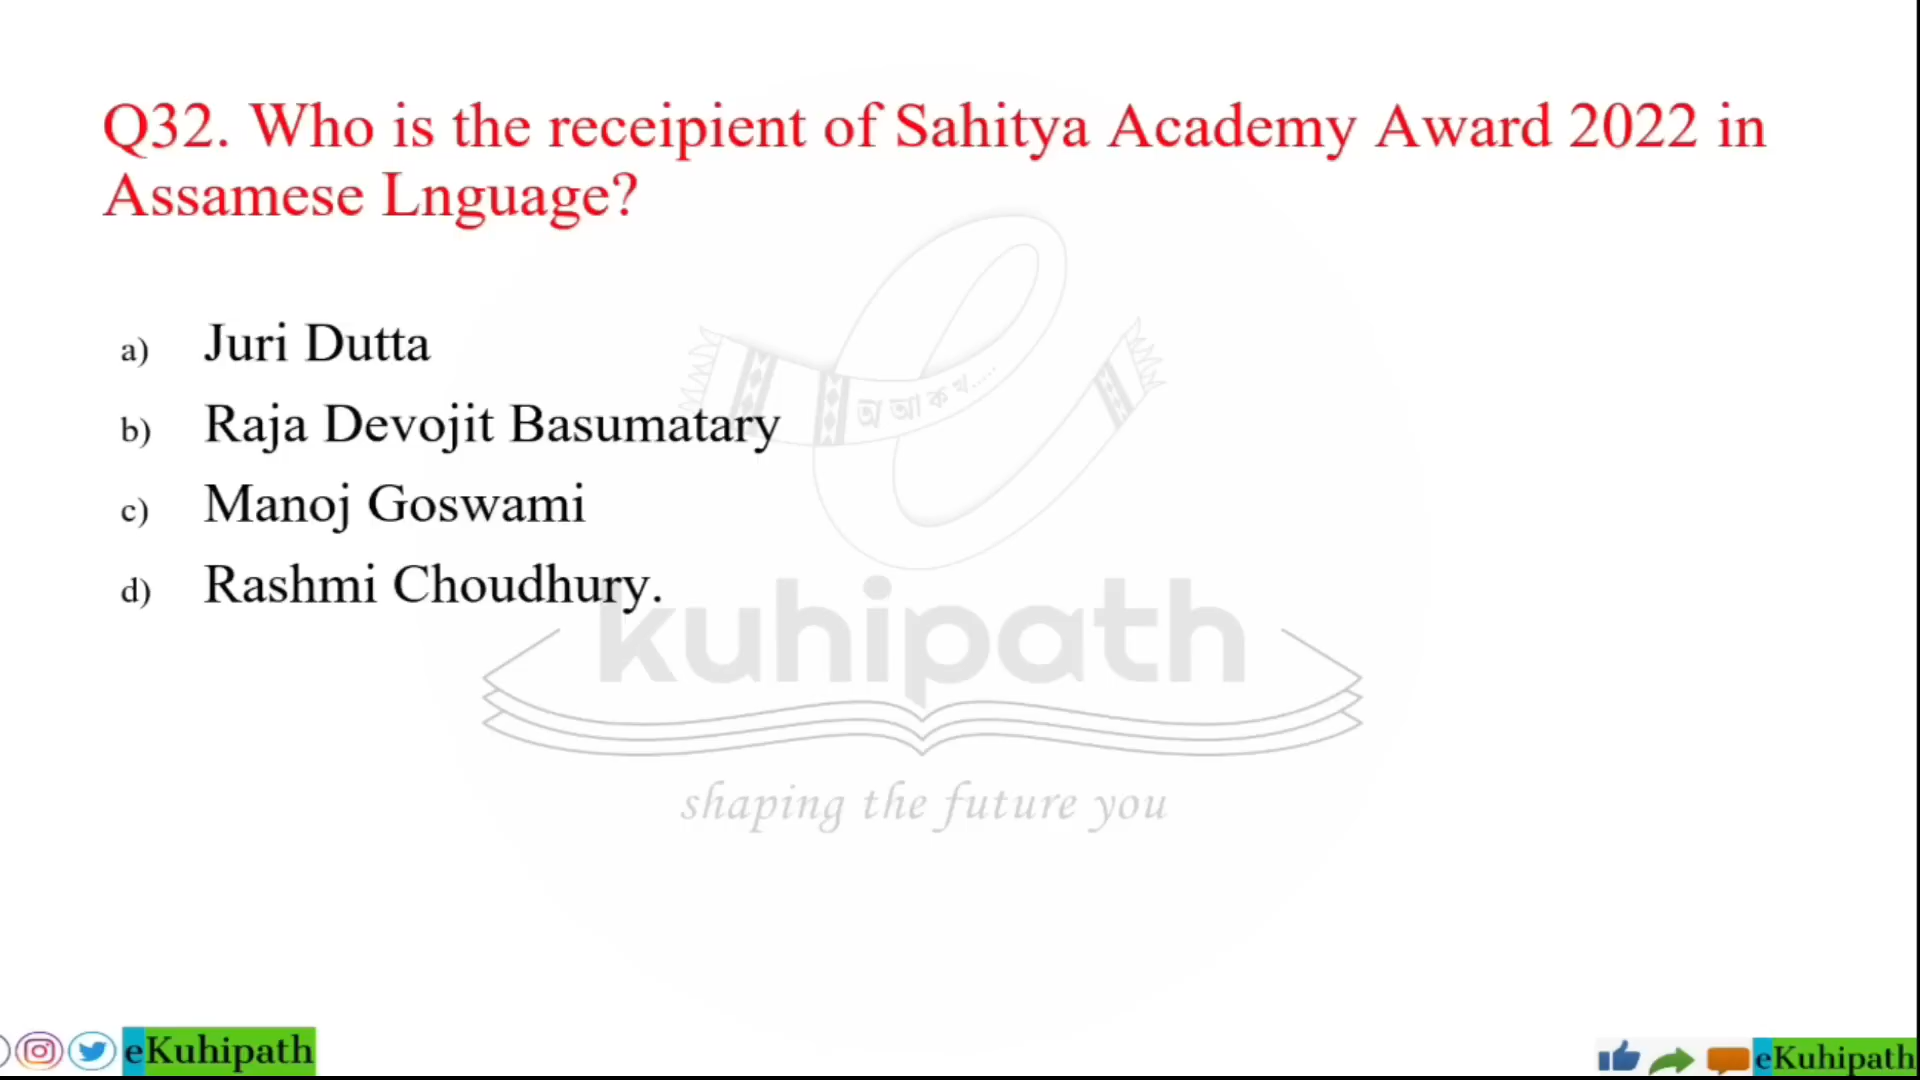 Q32. Who is the receipient of Sahitya Academy Award 2022 in
Assamese Lnguage?
a) Juri Dutta
b) Raja Devojit Basumatary
c) Manoj Goswami
d) Rashmi Choudhury.
অ আ ক খ.....
kuhipath
shaping the future you
eKuhipath
eKuhipath